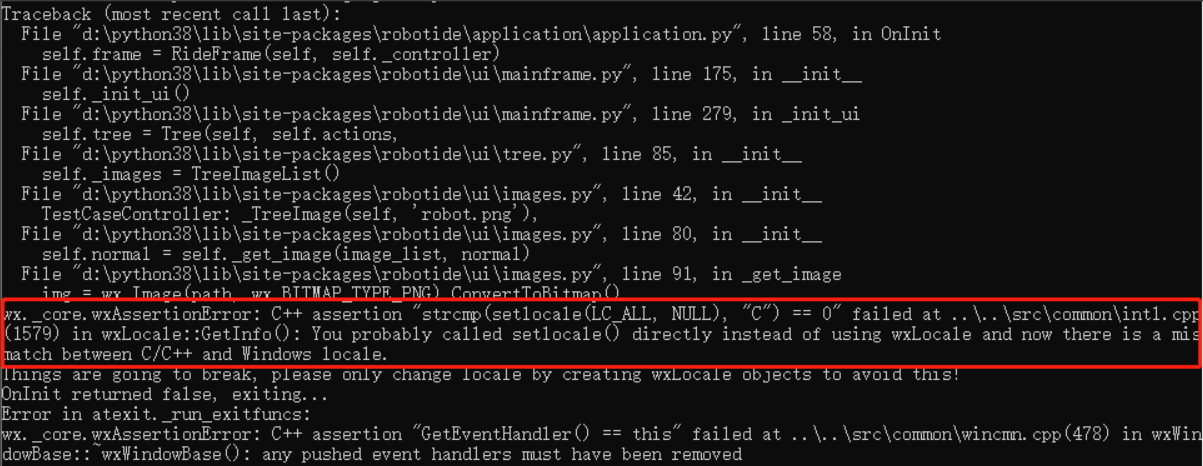 Traceback (most recent call last):
  File "d:\python38\lib\site-packages\robotide\application\application.py", line 58, in OnInit
    self.frame = RideFrame(self, self._controller)
  File "d:\python38\lib\site-packages\robotide\ui\mainframe.py", line 175, in __init__
    self._init_ui()
  File "d:\python38\lib\site-packages\robotide\ui\mainframe.py", line 279, in _init_ui
    self.tree = Tree(self, self.actions,
  File "d:\python38\lib\site-packages\robotide\ui\tree.py", line 85, in __init__
    self._images = TreeImageList()
  File "d:\python38\lib\site-packages\robotide\ui\images.py", line 42, in __init__
    TestCaseController: _TreeImage(self, 'robot.png'),
  File "d:\python38\lib\site-packages\robotide\ui\images.py", line 80, in __init__
    self.normal = self._get_image(image_list, normal)
  File "d:\python38\lib\site-packages\robotide\ui\images.py", line 91, in _get_image
    img = wx.Image(path, wx.BITMAP_TYPE_PNG).ConvertToBitmap()
wx._core.wxAssertionError: C++ assertion "strcmp(setlocale(LC_ALL, NULL), "C") == 0" failed at ..\..\src\common\intl.cpp
(1579) in wxLocale::GetInfo(): You probably called setlocale() directly instead of using wxLocale and now there is a mis
match between C/C++ and Windows locale.
Things are going to break, please only change locale by creating wxLocale objects to avoid this!
OnInit returned false, exiting...
Error in atexit._run_exitfuncs:
wx._core.wxAssertionError: C++ assertion "GetEventHandler() == this" failed at ..\..\src\common\wincmn.cpp(478) in wxWin
dowBase::~wxWindowBase(): any pushed event handlers must have been removed